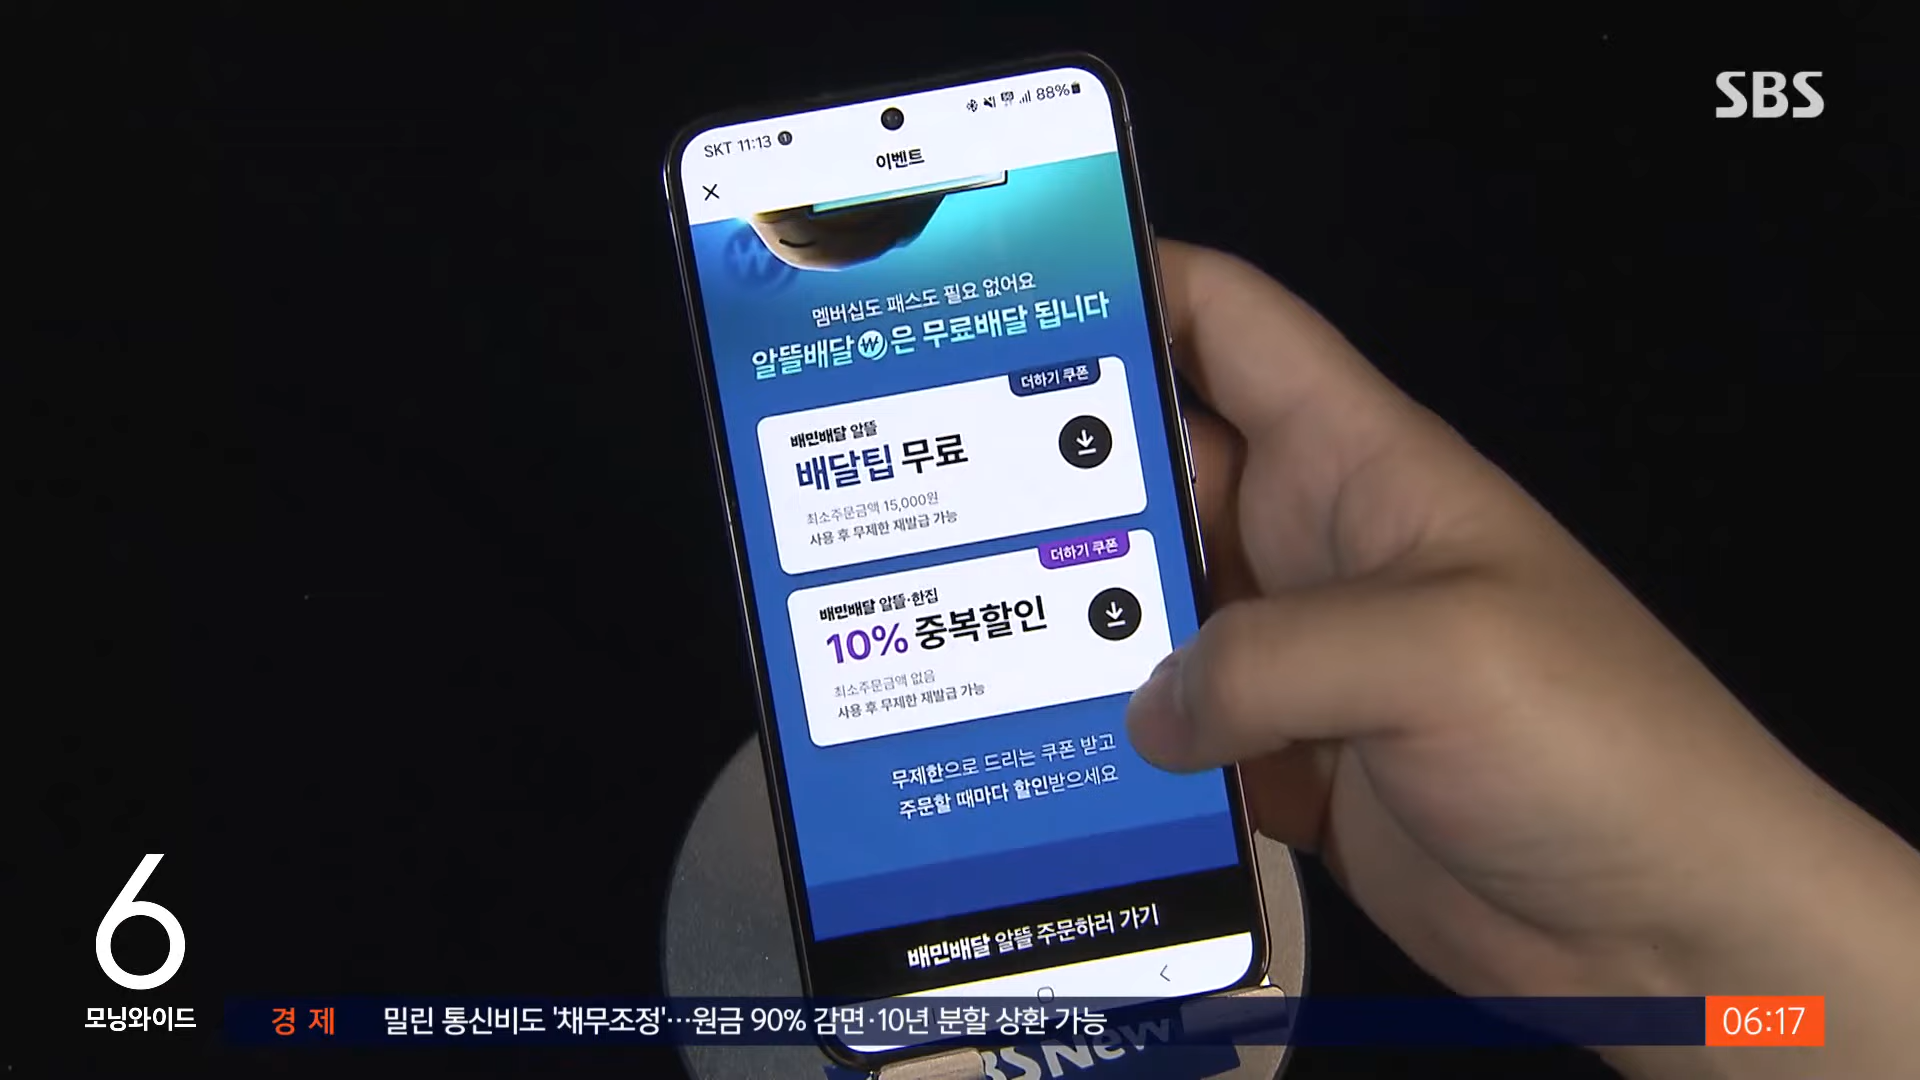 SBS
SKT 11:13
88%
이벤트
멤버십도 패스도 필요 없어요
알뜰배달은 무료배달 됩니다
더하기 쿠폰
배민배달 알뜰
배달팁 무료
최소주문금액 15,000원
사용 후 무제한 재발급 가능
더하기 쿠폰
배민배달 알뜰·한집
10% 중복할인
최소주문금액 없음
사용 후 무제한 재발급 가능
무제한으로 드리는 쿠폰 받고
주문할 때마다 할인받으세요
배민배달 알뜰 주문하러 가기
6
모닝와이드
경제 밀린 통신비도 '채무조정'…원금 90% 감면·10년 분할 상환 가능
06:17